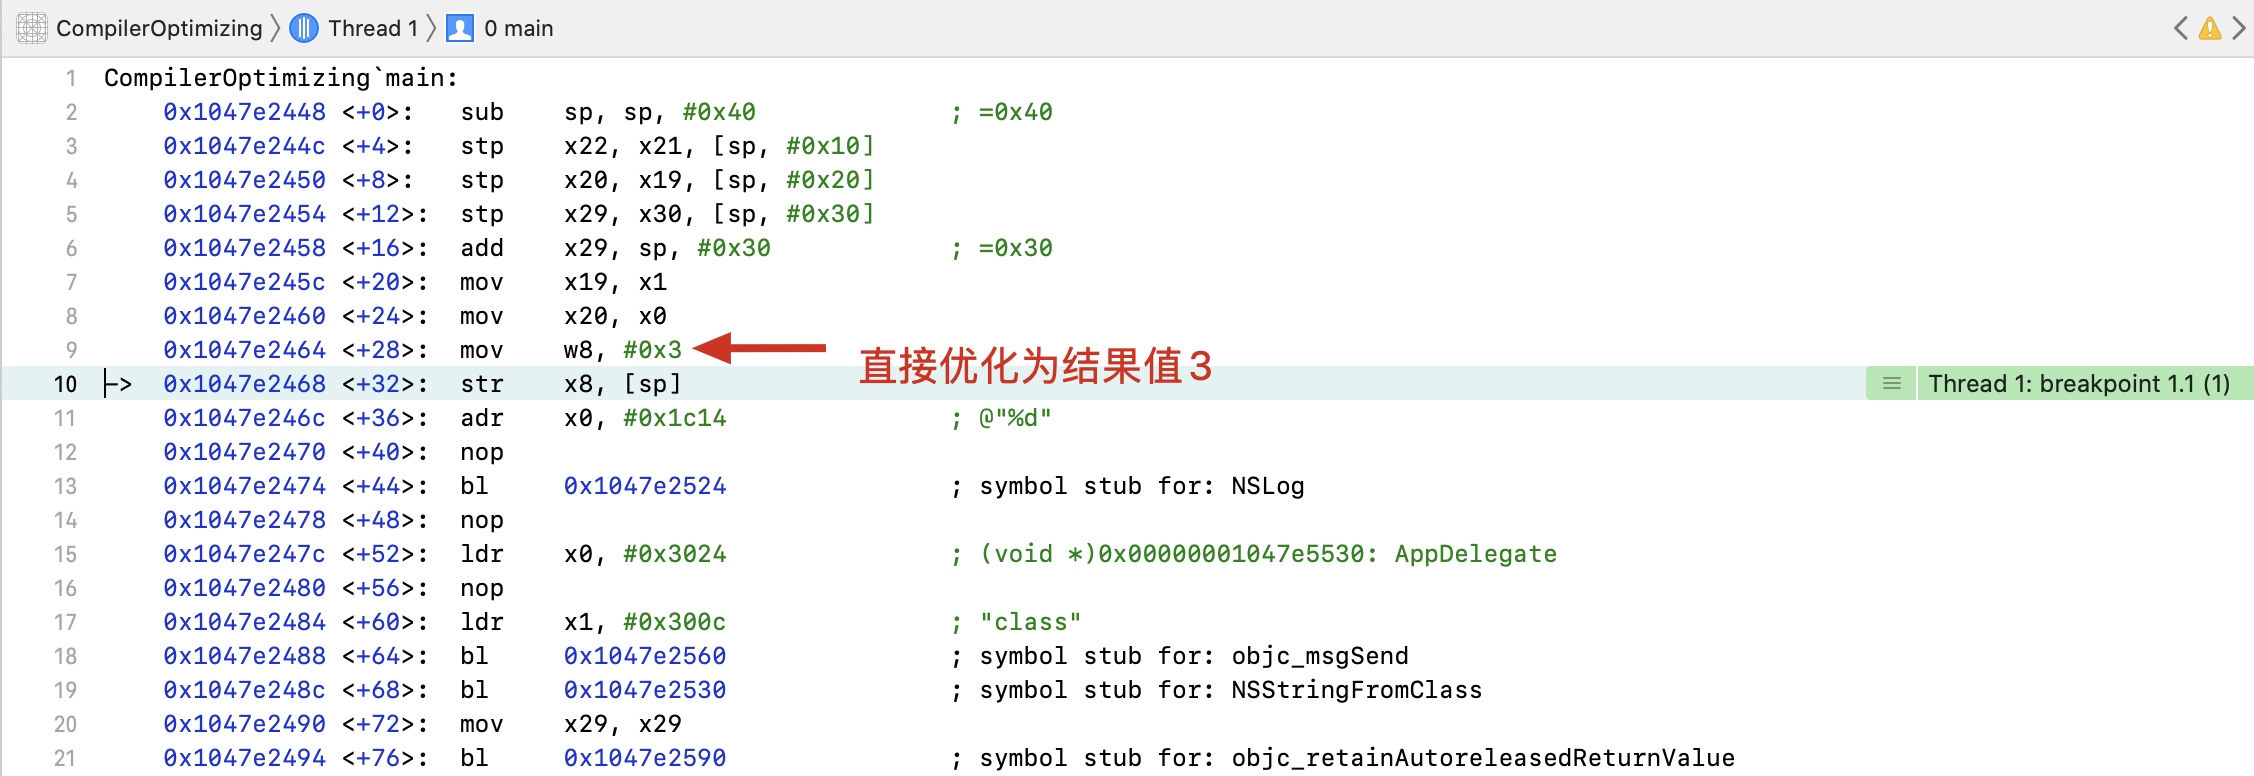 CompilerOptimizing 〉 Thread 1 〉 0 main
1 CompilerOptimizing`main:
2 0x1047e2448 <+0>: sub sp, sp, #0x40 ; =0x40
3 0x1047e244c <+4>: stp x22, x21, [sp, #0x10]
4 0x1047e2450 <+8>: stp x20, x19, [sp, #0x20]
5 0x1047e2454 <+12>: stp x29, x30, [sp, #0x30]
6 0x1047e2458 <+16>: add x29, sp, #0x30 ; =0x30
7 0x1047e245c <+20>: mov x19, x1
8 0x1047e2460 <+24>: mov x20, x0
9 0x1047e2464 <+28>: mov w8, #0x3
直接优化为结果值3
10 -> 0x1047e2468 <+32>: str x8, [sp] Thread 1: breakpoint 1.1 (1)
11 0x1047e246c <+36>: adr x0, #0x1c14 ; @"%d"
12 0x1047e2470 <+40>: nop
13 0x1047e2474 <+44>: bl 0x1047e2524 ; symbol stub for: NSLog
14 0x1047e2478 <+48>: nop
15 0x1047e247c <+52>: ldr x0, #0x3024 ; (void *)0x00000001047e5530: AppDelegate
16 0x1047e2480 <+56>: nop
17 0x1047e2484 <+60>: ldr x1, #0x300c ; "class"
18 0x1047e2488 <+64>: bl 0x1047e2560 ; symbol stub for: objc_msgSend
19 0x1047e248c <+68>: bl 0x1047e2530 ; symbol stub for: NSStringFromClass
20 0x1047e2490 <+72>: mov x29, x29
21 0x1047e2494 <+76>: bl 0x1047e2590 ; symbol stub for: objc_retainAutoreleasedReturnValue